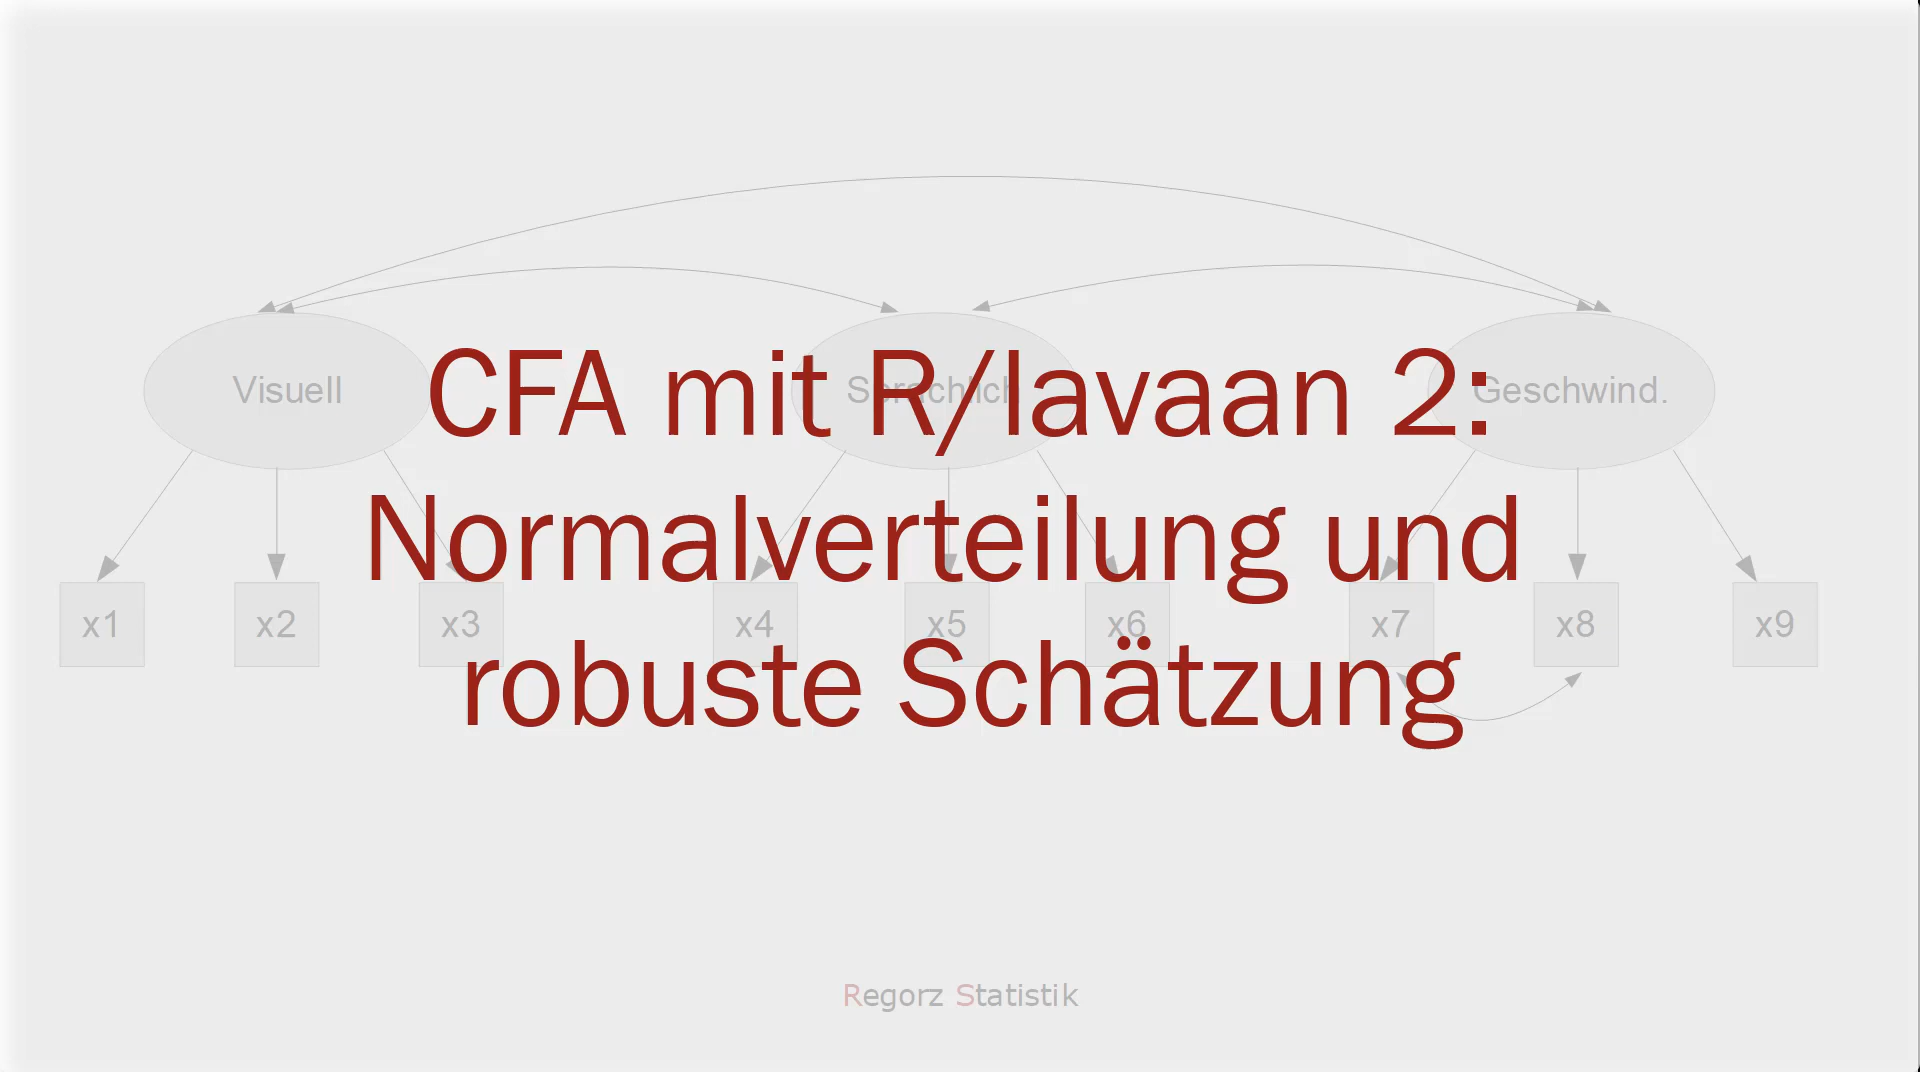 CFA mit R/lavaan 2:
Normalverteilung und
robuste Schätzung
Visuell
Sprachlich
Geschwind.
x1
x2
x3
x4
x5
x6
x7
x8
x9
Regorz Statistik